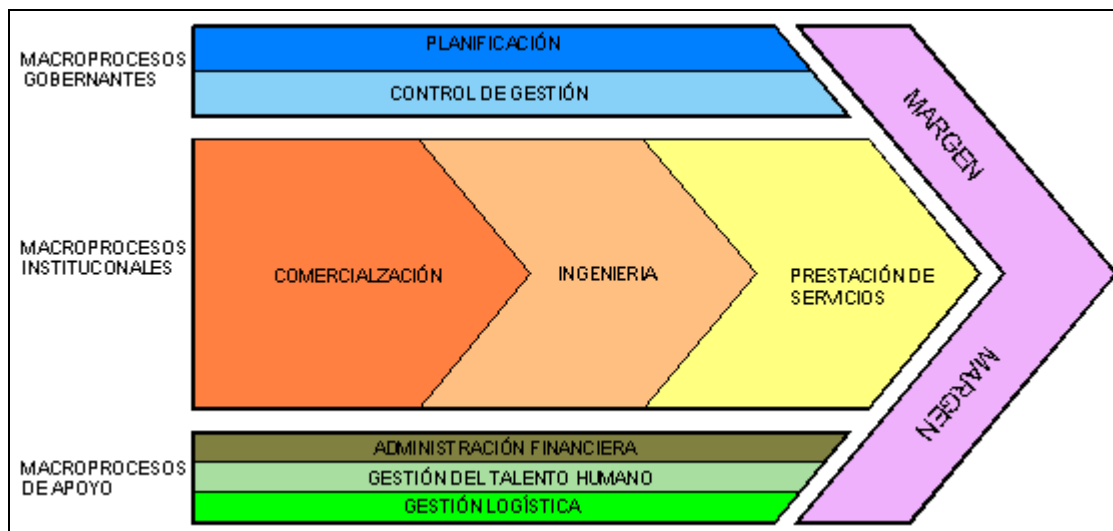 MACROPROCESOS
GOBERNANTES
PLANIFICACIÓN
CONTROL DE GESTIÓN
MARGEN
MACROPROCESOS
INSTITUCONALES
COMERCIALZACIÓN
INGENIERIA
PRESTACIÓN DE
SERVICIOS
MARGEN
MACROPROCESOS
DE APOYO
ADMINISTRACIÓN FINANCIERA
GESTIÓN DEL TALENTO HUMANO
GESTIÓN LOGÍSTICA